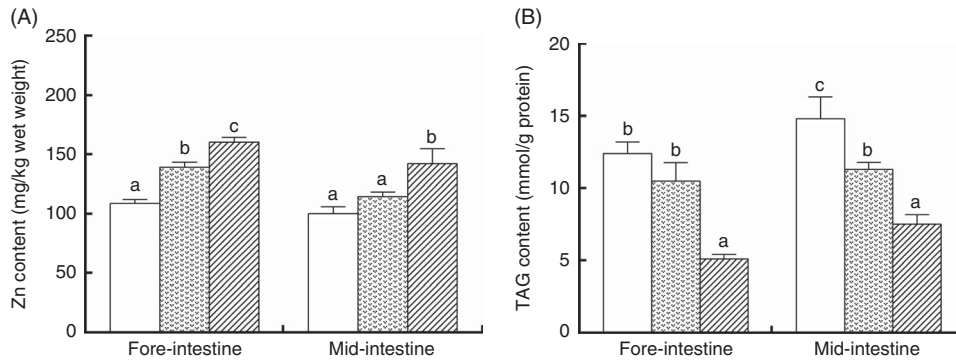 (A)
Zn content (mg/kg wet weight)
250
200
150
100
50
0
a
b
c
a
a
b
Fore-intestine
Mid-intestine
(B)
TAG content (mmol/g protein)
20
15
10
5
0
b
b
a
c
b
a
Fore-intestine
Mid-intestine